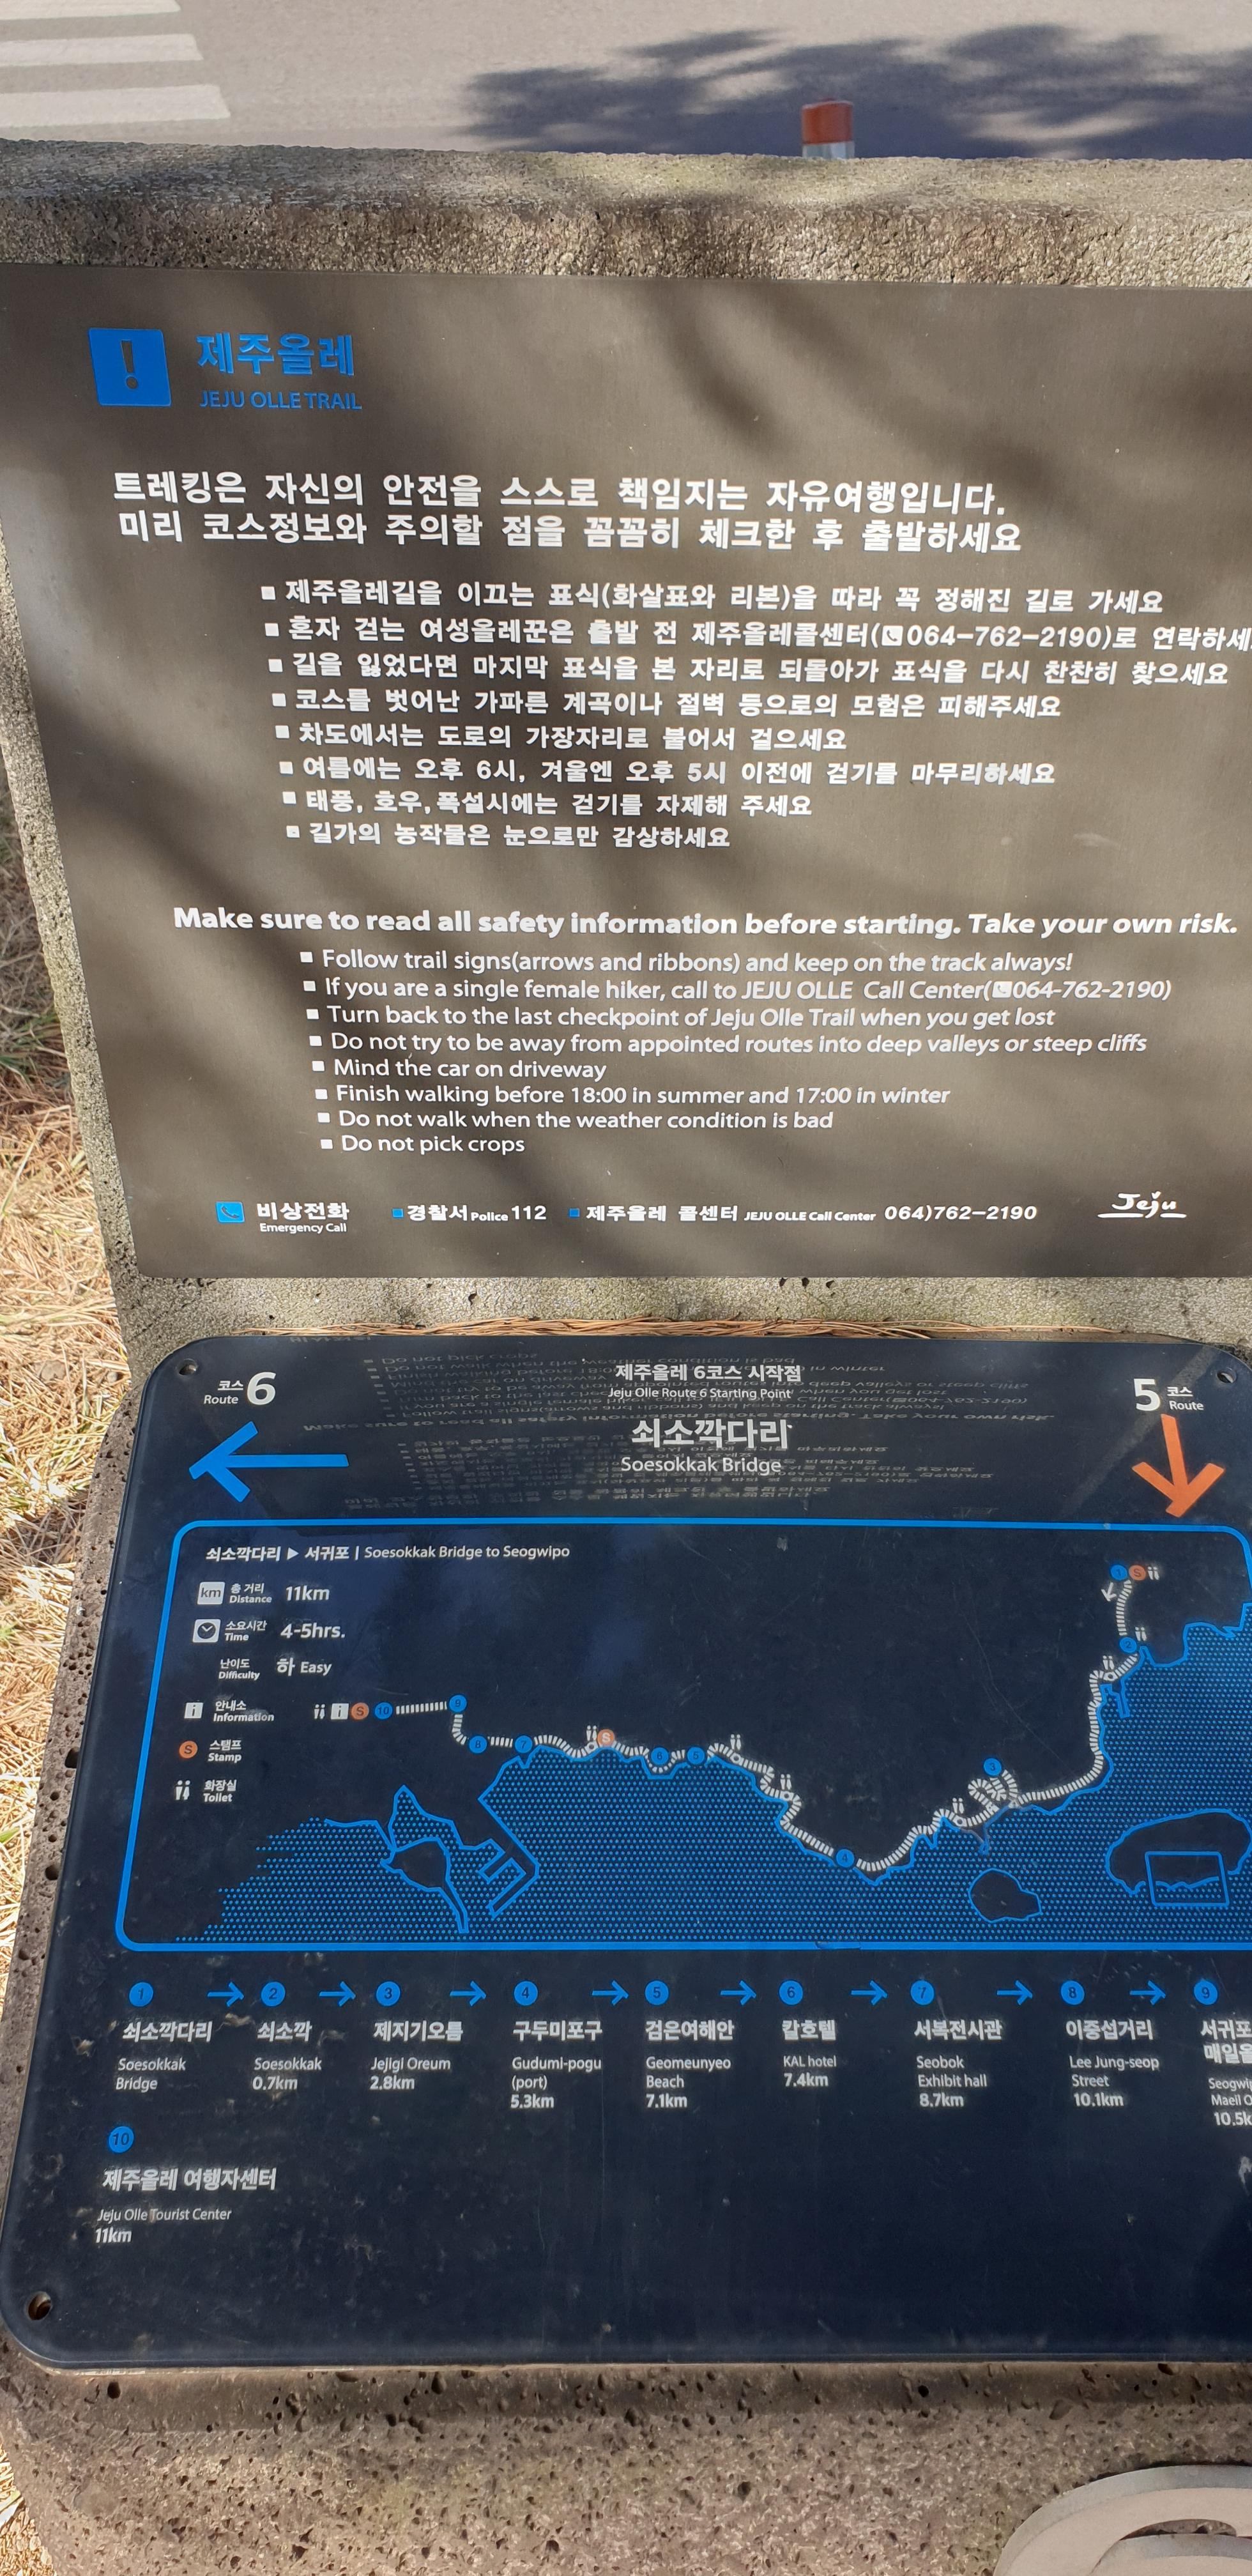 제주올레
JEJU OLLE TRAIL
트레킹은 자신의 안전을 스스로 책임지는 자유여행입니다.
미리 코스정보와 주의할 점을 꼼꼼히 체크한 후 출발하세요
제주올레길을 이끄는 표식(화살표와 리본)을 따라 꼭 정해진 길로 가세요
혼자 걷는 여성올레꾼은 출발 전 제주올레콜센터(064-762-2190)로 연락하세
길을 잃었다면 마지막 표식을 본 자리로 되돌아가 표식을 다시 찬찬히 찾으세요
코스를 벗어난 가파른 계곡이나 절벽 등으로의 모험은 피해주세요
차도에서는 도로의 가장자리로 붙어서 걸으세요
여름에는 오후 6시, 겨울엔 오후 5시 이전에 걷기를 마무리하세요
태풍, 호우, 폭설시에는 걷기를 자제해 주세요
길가의 농작물은 눈으로만 감상하세요
Make sure to read all safety information before starting. Take your own risk.
Follow trail signs(arrows and ribbons) and keep on the track always!
If you are a single female hiker, call to JEJU OLLE Call Center(064-762-2190)
Turn back to the last checkpoint of Jeju Olle Trail when you get lost
Do not try to be away from appointed routes into deep valleys or steep cliffs
Mind the car on driveway
Finish walking before 18:00 in summer and 17:00 in winter
Do not walk when the weather condition is bad
Do not pick crops
비상전화 경찰서 Police 112 제주올레 콜센터 JEJU OLLE Call Center 064)762-2190 Jeju
Emergency Call
코스 Route 6
제주올레 6코스 시작점
Jeju Olle Route 6 Starting Point
5 코스 Route
쇠소깍다리
Soesokkak Bridge
쇠소깍다리 ▶ 서귀포 | Soesokkak Bridge to Seogwipo
km 총 거리 Distance 11km
소요시간 Time 4-5hrs.
난이도 Difficulty 하 Easy
i 안내소 Information
S 스탬프 Stamp
화장실 Toilet
1 S
2
3
4
5
6
S
7
8
9
10 S i
1 → 2 → 3 → 4 → 5 → 6 → 7 → 8 → 9
쇠소깍다리 쇠소깍 제지기오름 구두미포구 검은여해안 칼호텔 서복전시관 이중섭거리 서귀포
매일올
Soesokkak Bridge
Soesokkak 0.7km
Jejigi Oreum 2.8km
Gudumi-pogu (port) 5.3km
Geomeunyeo Beach 7.1km
KAL hotel 7.4km
Seobok Exhibit hall 8.7km
Lee Jung-seop Street 10.1km
Seogwip
Maeil O
10.5k
10
제주올레 여행자센터
Jeju Olle Tourist Center
11km